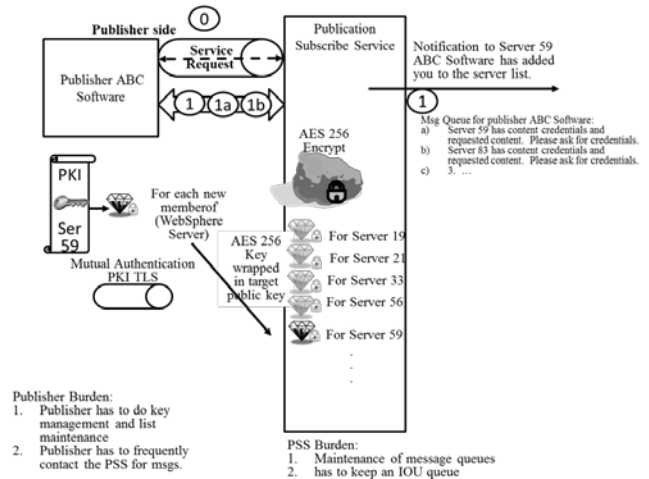 0
Publisher side
Service
Request
Publisher ABC
Software
1
1a
1b
Publication
Subscribe Service
Notification to Server 59
ABC Software has added
you to the server list.
1
Msg Queue for publisher ABC Software:
a) Server 59 has content credentials and
requested content. Please ask for credentials.
b) Server 83 has content credentials and
requested content. Please ask for credentials.
c) 3. …
AES 256
Encrypt
PKI
Ser
59
For each new
memberof
(WebSphere
Server)
Mutual Authentication
PKI TLS
AES 256
Key
wrapped
in target
public key
For Server 19
For Server 21
For Server 33
For Server 56
For Server 59
.
.
.
Publisher Burden:
1. Publisher has to do key
management and list
maintenance
2. Publisher has to frequently
contact the PSS for msgs.
PSS Burden:
1. Maintenance of message queues
2. has to keep an IOU queue